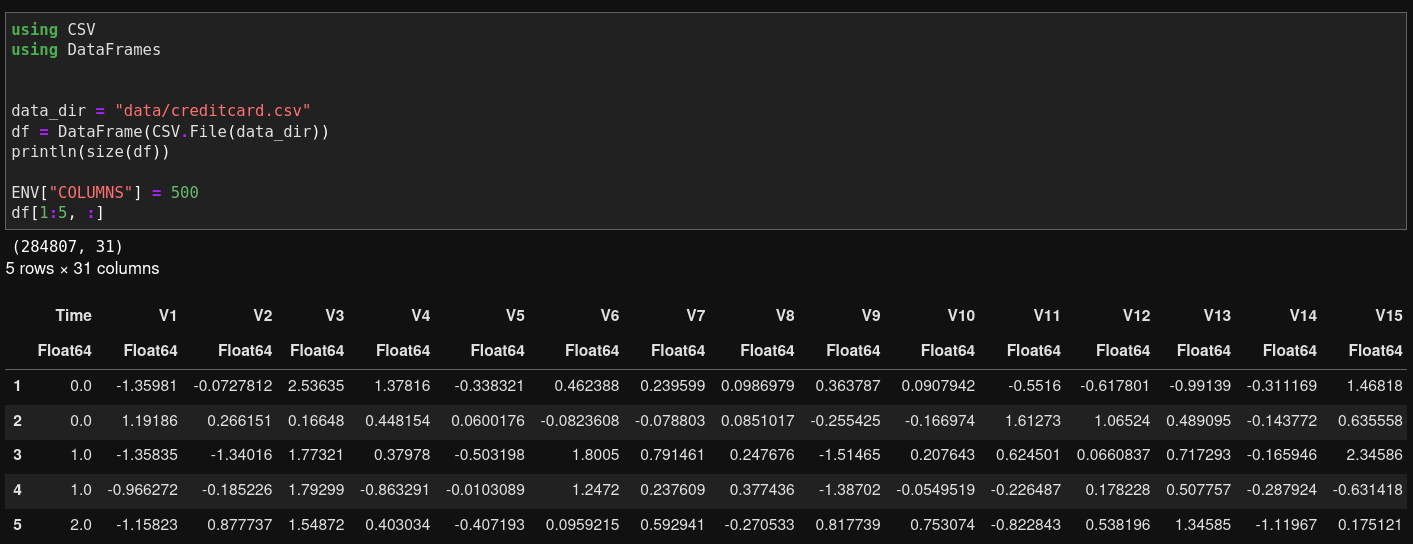 using CSV
using DataFrames
data_dir = "data/creditcard.csv"
df = DataFrame(CSV.File(data_dir))
println(size(df))
ENV["COLUMNS"] = 500
df[1:5, :]
(284807, 31)
5 rows × 31 columns
Time V1 V2 V3 V4 V5 V6 V7 V8 V9 V10 V11 V12 V13 V14 V15
Float64 Float64 Float64 Float64 Float64 Float64 Float64 Float64 Float64 Float64 Float64 Float64 Float64 Float64 Float64 Float64
1 0.0 -1.35981 -0.0727812 2.53635 1.37816 -0.338321 0.462388 0.239599 0.0986979 0.363787 0.0907942 -0.5516 -0.617801 -0.99139 -0.311169 1.46818
2 0.0 1.19186 0.266151 0.16648 0.448154 0.0600176 -0.0823608 -0.078803 0.0851017 -0.255425 -0.166974 1.61273 1.06524 0.489095 -0.143772 0.635558
3 1.0 -1.35835 -1.34016 1.77321 0.37978 -0.503198 1.8005 0.791461 0.247676 -1.51465 0.207643 0.624501 0.0660837 0.717293 -0.165946 2.34586
4 1.0 -0.966272 -0.185226 1.79299 -0.863291 -0.0103089 1.2472 0.237609 0.377436 -1.38702 -0.0549519 -0.226487 0.178228 0.507757 -0.287924 -0.631418
5 2.0 -1.15823 0.877737 1.54872 0.403034 -0.407193 0.0959215 0.592941 -0.270533 0.817739 0.753074 -0.822843 0.538196 1.34585 -1.11967 0.175121